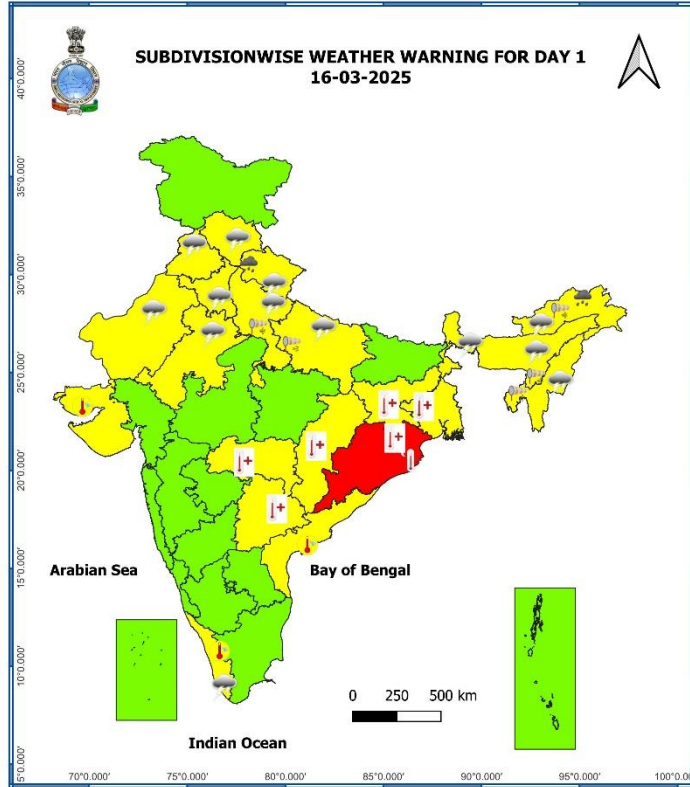 SUBDIVISIONWISE WEATHER WARNING FOR DAY 1
16-03-2025
40°0.000'
35°0.000'
30°0.000'
25°0.000'
20°0.000'
15°0.000'
10°0.000'
5°0.000'
Arabian Sea
Bay of Bengal
0 250 500 km
Indian Ocean
70°0.000' 75°0.000' 80°0.000' 85°0.000' 90°0.000' 95°0.000' 100°0.00